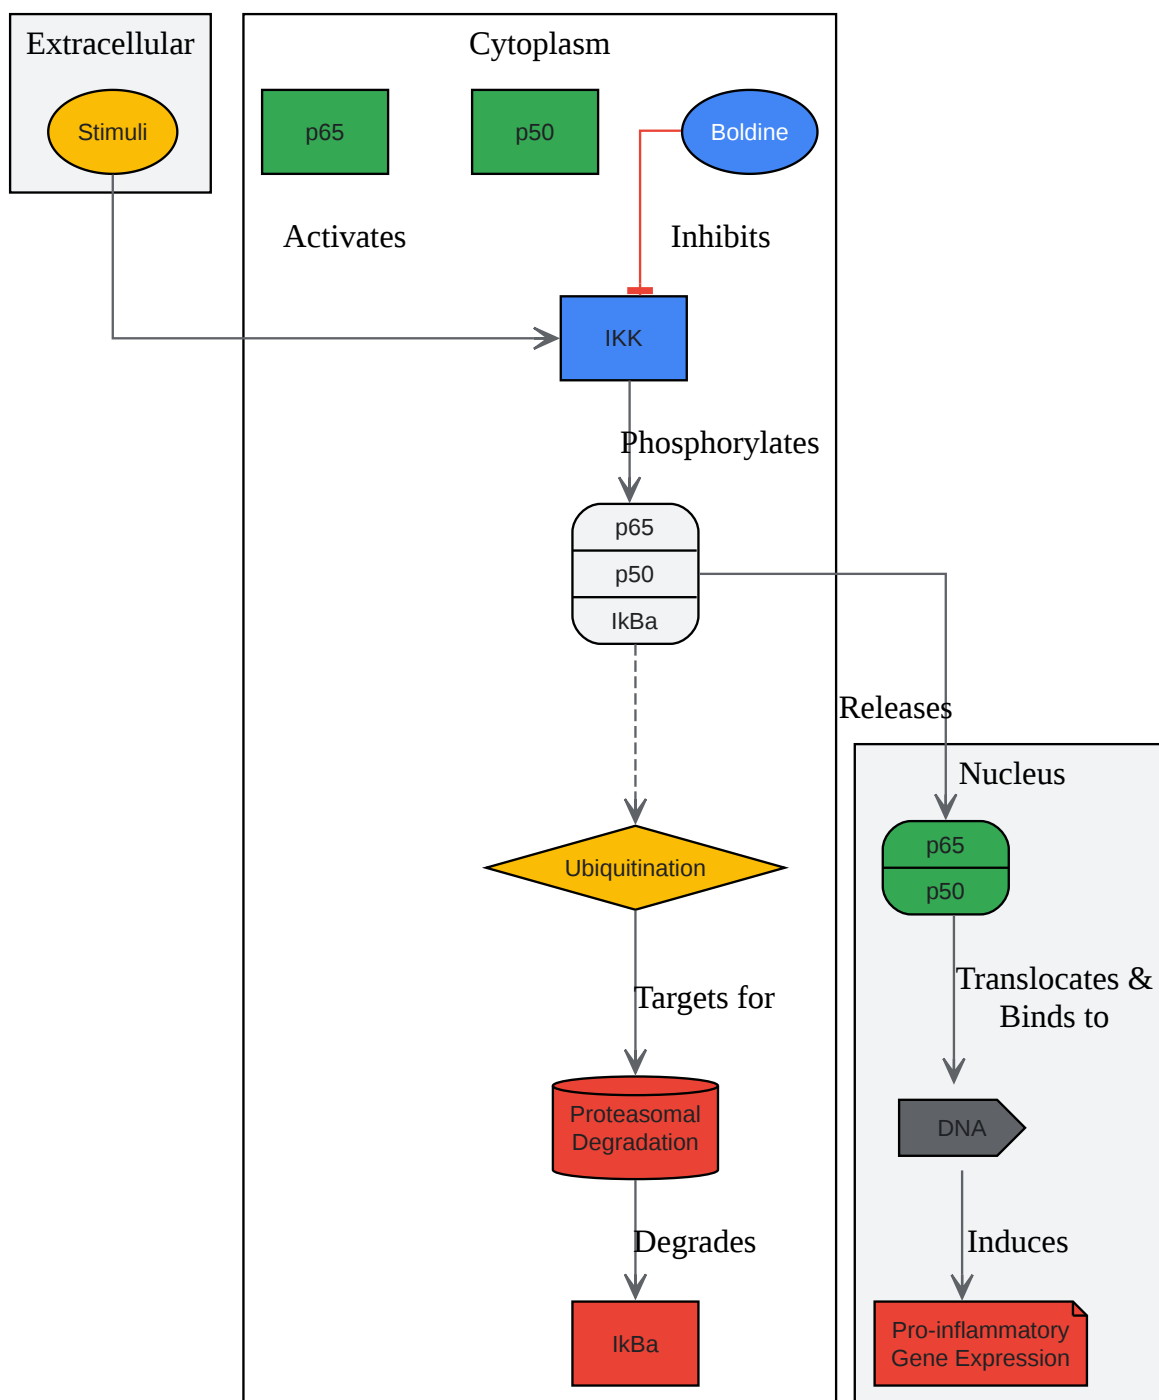 Extracellular
Cytoplasm
Stimuli
p65
p50
Boldine
Activates
Inhibits
IKK
Phosphorylates
p65
p50
IkBa
Releases
Nucleus
p65
p50
Ubiquitination
Translocates &
Binds to
Targets for
Proteasomal
Degradation
DNA
Degrades
Induces
IkBa
Pro-inflammatory
Gene Expression